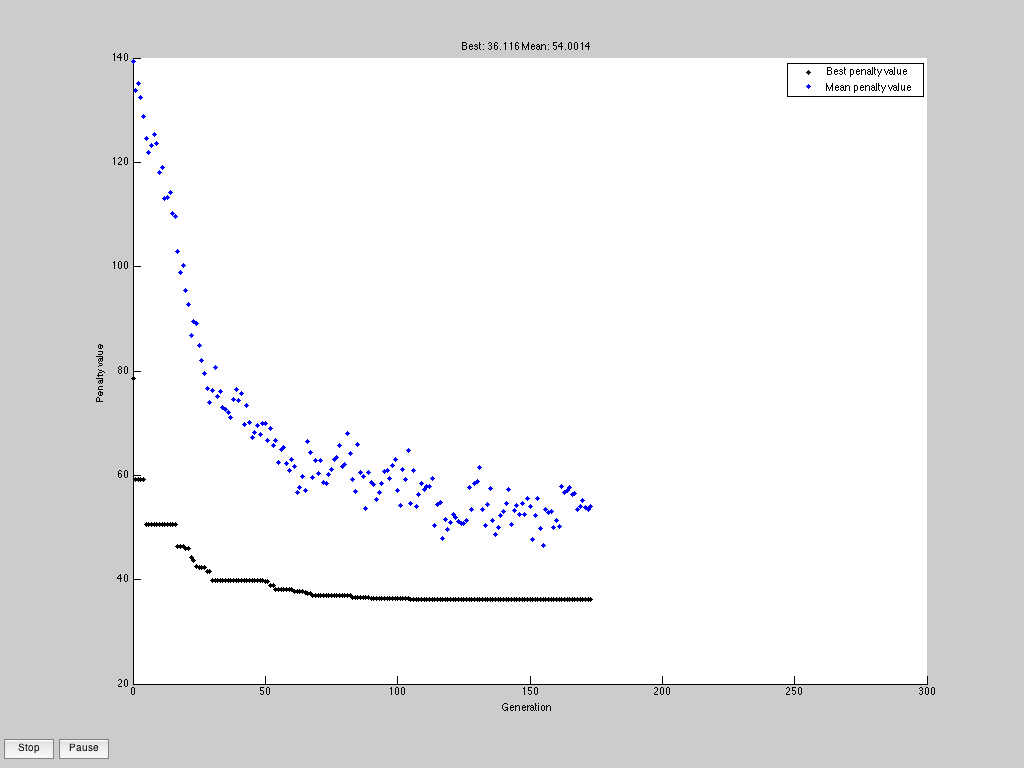 Best: 36.116 Mean: 54.0014
Best penalty value
Mean penalty value
140
120
100
80
60
40
20
Penalty value
0 50 100 150 200 250 300
Generation
Stop Pause